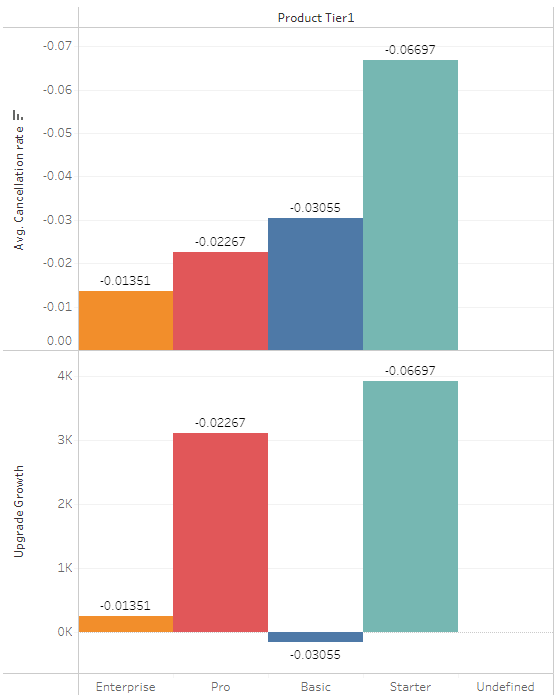 Product Tier1
-0.07
-0.06
-0.05
-0.04
-0.03
-0.02
-0.01
0.00
Avg. Cancellation rate
-0.01351
-0.02267
-0.03055
-0.06697
4K
3K
2K
1K
0K
Upgrade Growth
-0.01351
-0.02267
-0.03055
-0.06697
Enterprise Pro Basic Starter Undefined